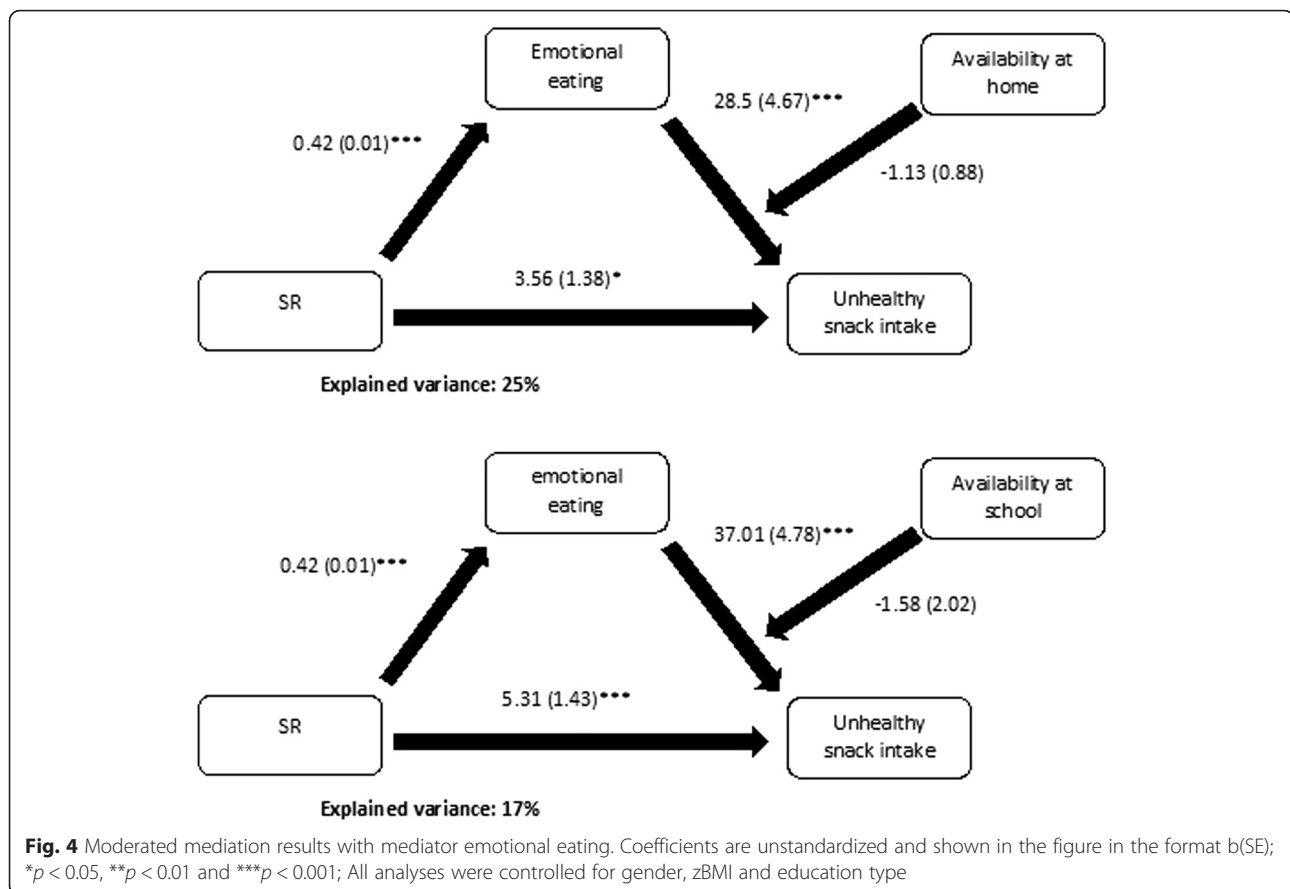 Emotional
eating
Availability at
home
28.5 (4.67)***
0.42 (0.01)***
-1.13 (0.88)
3.56 (1.38)*
SR
Unhealthy
snack intake
Explained variance: 25%
emotional
eating
Availability at
school
37.01 (4.78)***
0.42 (0.01)***
-1.58 (2.02)
5.31 (1.43)***
SR
Unhealthy
snack intake
Explained variance: 17%
Fig. 4 Moderated mediation results with mediator emotional eating. Coefficients are unstandardized and shown in the figure in the format b(SE);
*p < 0.05, **p < 0.01 and ***p < 0.001; All analyses were controlled for gender, zBMI and education type